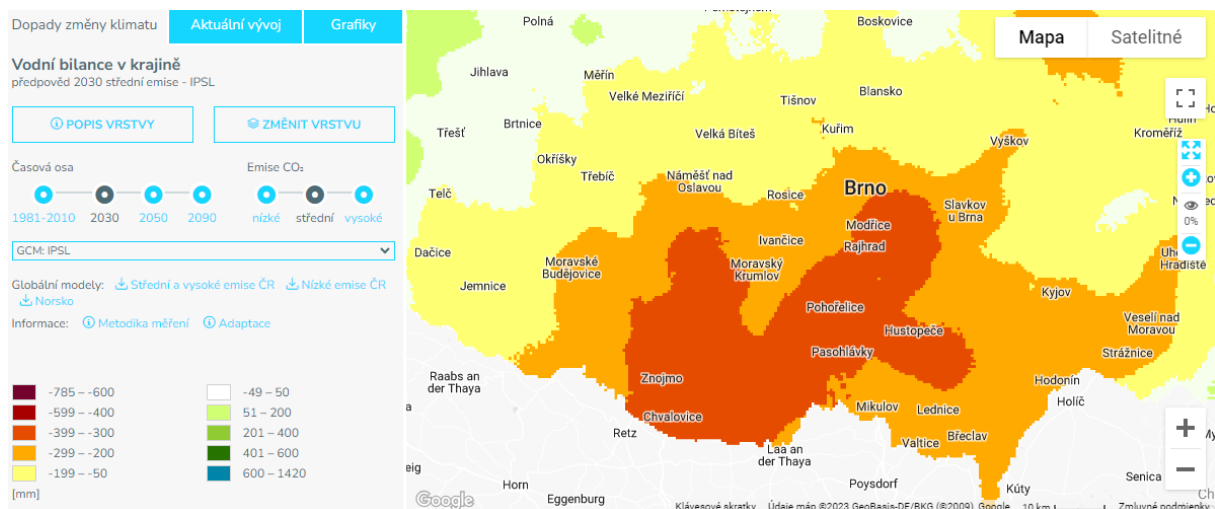 Dopady změny klimatu
Aktuální vývoj
Grafiky
Vodní bilance v krajině
předpověd 2030 střední emise - IPSL
POPIS VRSTVY
ZMĚNIT VRSTVU
Časová osa
Emise CO₂
1981-2010 2030 2050 2090
nízké střední vysoké
GCM: IPSL
Globální modely: Střední a vysoké emise ČR Nízké emise ČR
Norsko
Informace: Metodika měření Adaptace
-785 – -600
-599 – -400
-399 – -300
-299 – -200
-199 – -50
[mm]
-49 – 50
51 – 200
201 – 400
401 – 600
600 – 1420
Mapa
Satelitné
0%
Polná
Boskovice
Jihlava
Měřín
Velké Meziříčí
Blansko
Tišnov
Třešť
Brtnice
Velká Bíteš
Kuřim
Vyškov
Kroměříž
Okříšky
Třebíč
Náměšť nad
Oslavou
Rosice
Brno
Telč
Slavkov
u Brna
Modřice
Rajhrad
Ivančice
Dačice
Moravské
Budějovice
Moravský
Krumlov
Hradiště
Jemnice
Kyjov
Pohořelice
Hustopeče
Veselí nad
Moravou
Pasohlávky
Strážnice
Raabs an
der Thaya
Znojmo
Hodonín
Holíč
Chvalovice
Mikulov
Lednice
Retz
Valtice
Břeclav
Laa an
der Thaya
Horn
Poysdorf
Senica
Kúty
Eggenburg
Google
Klávesové skratky
Údaje máp ©2023 GeoBasis-DE/BKG (©2009), Google
10 km
Zmluvné podmienky